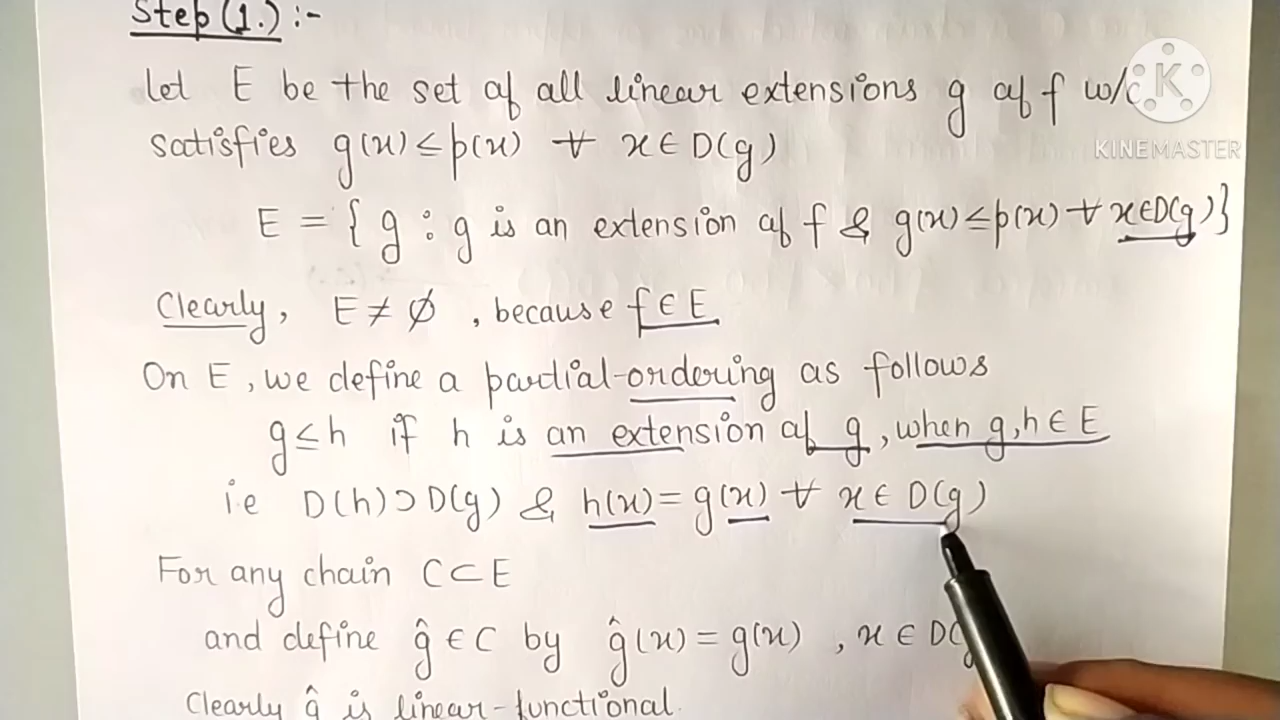 Step (1.) :-
Let E be the set of all linear extensions g of f w/c
satisfies g(x) ≤ p(x) ∀ x ∈ D(g)
E = { g : g is an extension of f & g(x) ≤ p(x) ∀ x ∈ D(g) }
Clearly, E ≠ ∅ , because f ∈ E
On E, we define a partial-ordering as follows
g ≤ h if h is an extension of g , when g, h ∈ E
i.e D(h) ⊃ D(g) & h(x) = g(x) ∀ x ∈ D(g)
For any chain C ⊂ E
and define ĝ ∈ C by ĝ(x) = g(x) , x ∈ D(g
Clearly ĝ is linear-functional.
K
KINEMASTER